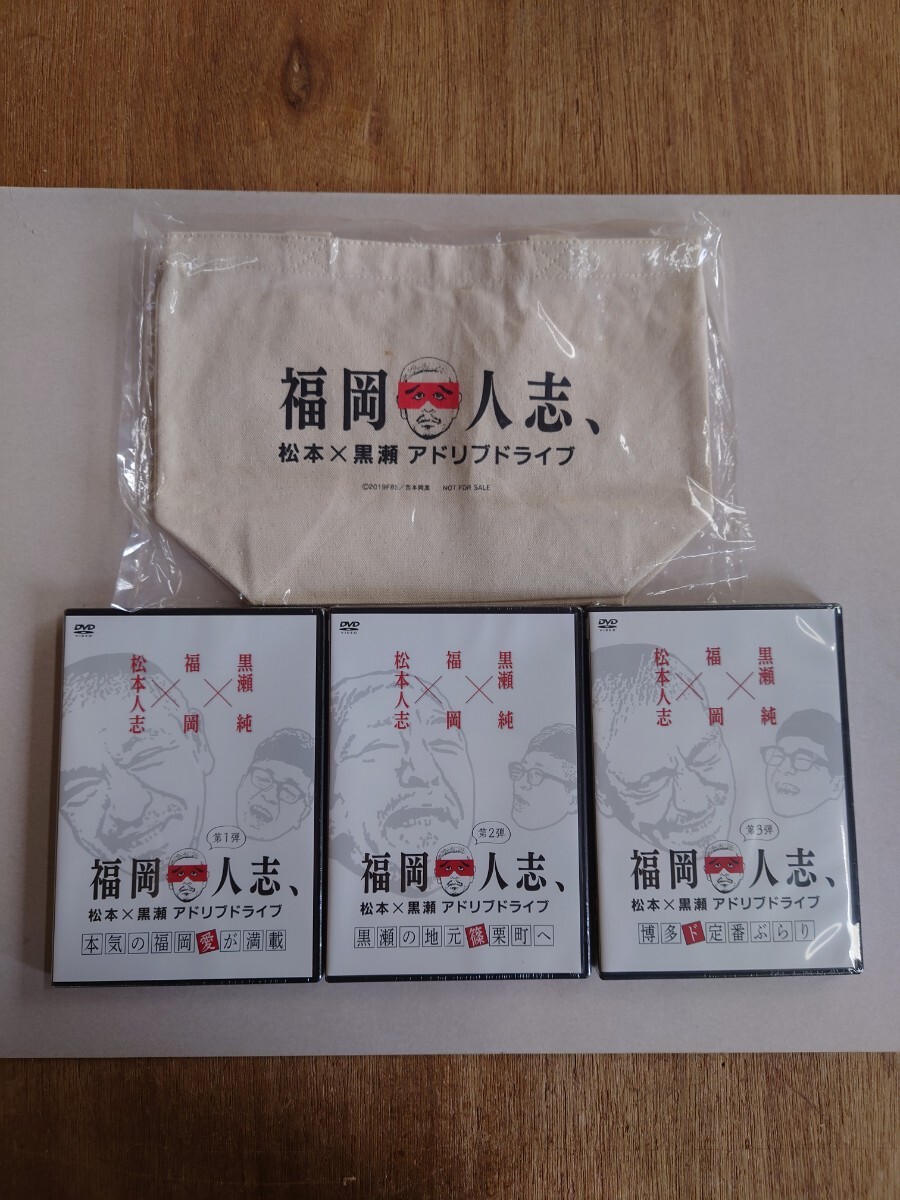 福岡人志、
松本×黒瀬 アドリブドライブ
©2019FBS/吉本興業 NOT FOR SALE
DVD
VIDEO
黒瀬 純
×
福岡
×
松本人志
第1弾
福岡人志、
松本×黒瀬 アドリブドライブ
本気の福岡愛が満載
DVD
VIDEO
黒瀬 純
×
福岡
×
松本人志
第2弾
福岡人志、
松本×黒瀬 アドリブドライブ
黒瀬の地元篠栗町へ
DVD
VIDEO
黒瀬 純
×
福岡
×
松本人志
第3弾
福岡人志、
松本×黒瀬 アドリブドライブ
博多ド定番ぶらり